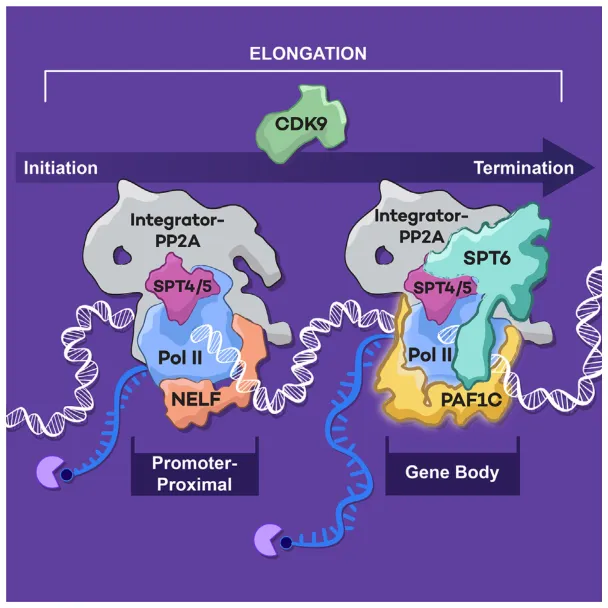 ELONGATION
CDK9
Initiation
Termination
Integrator-
PP2A
SPT4/5
Pol II
NELF
Promoter-
Proximal
Integrator-
PP2A
SPT6
SPT4/5
Pol II
PAF1C
Gene Body